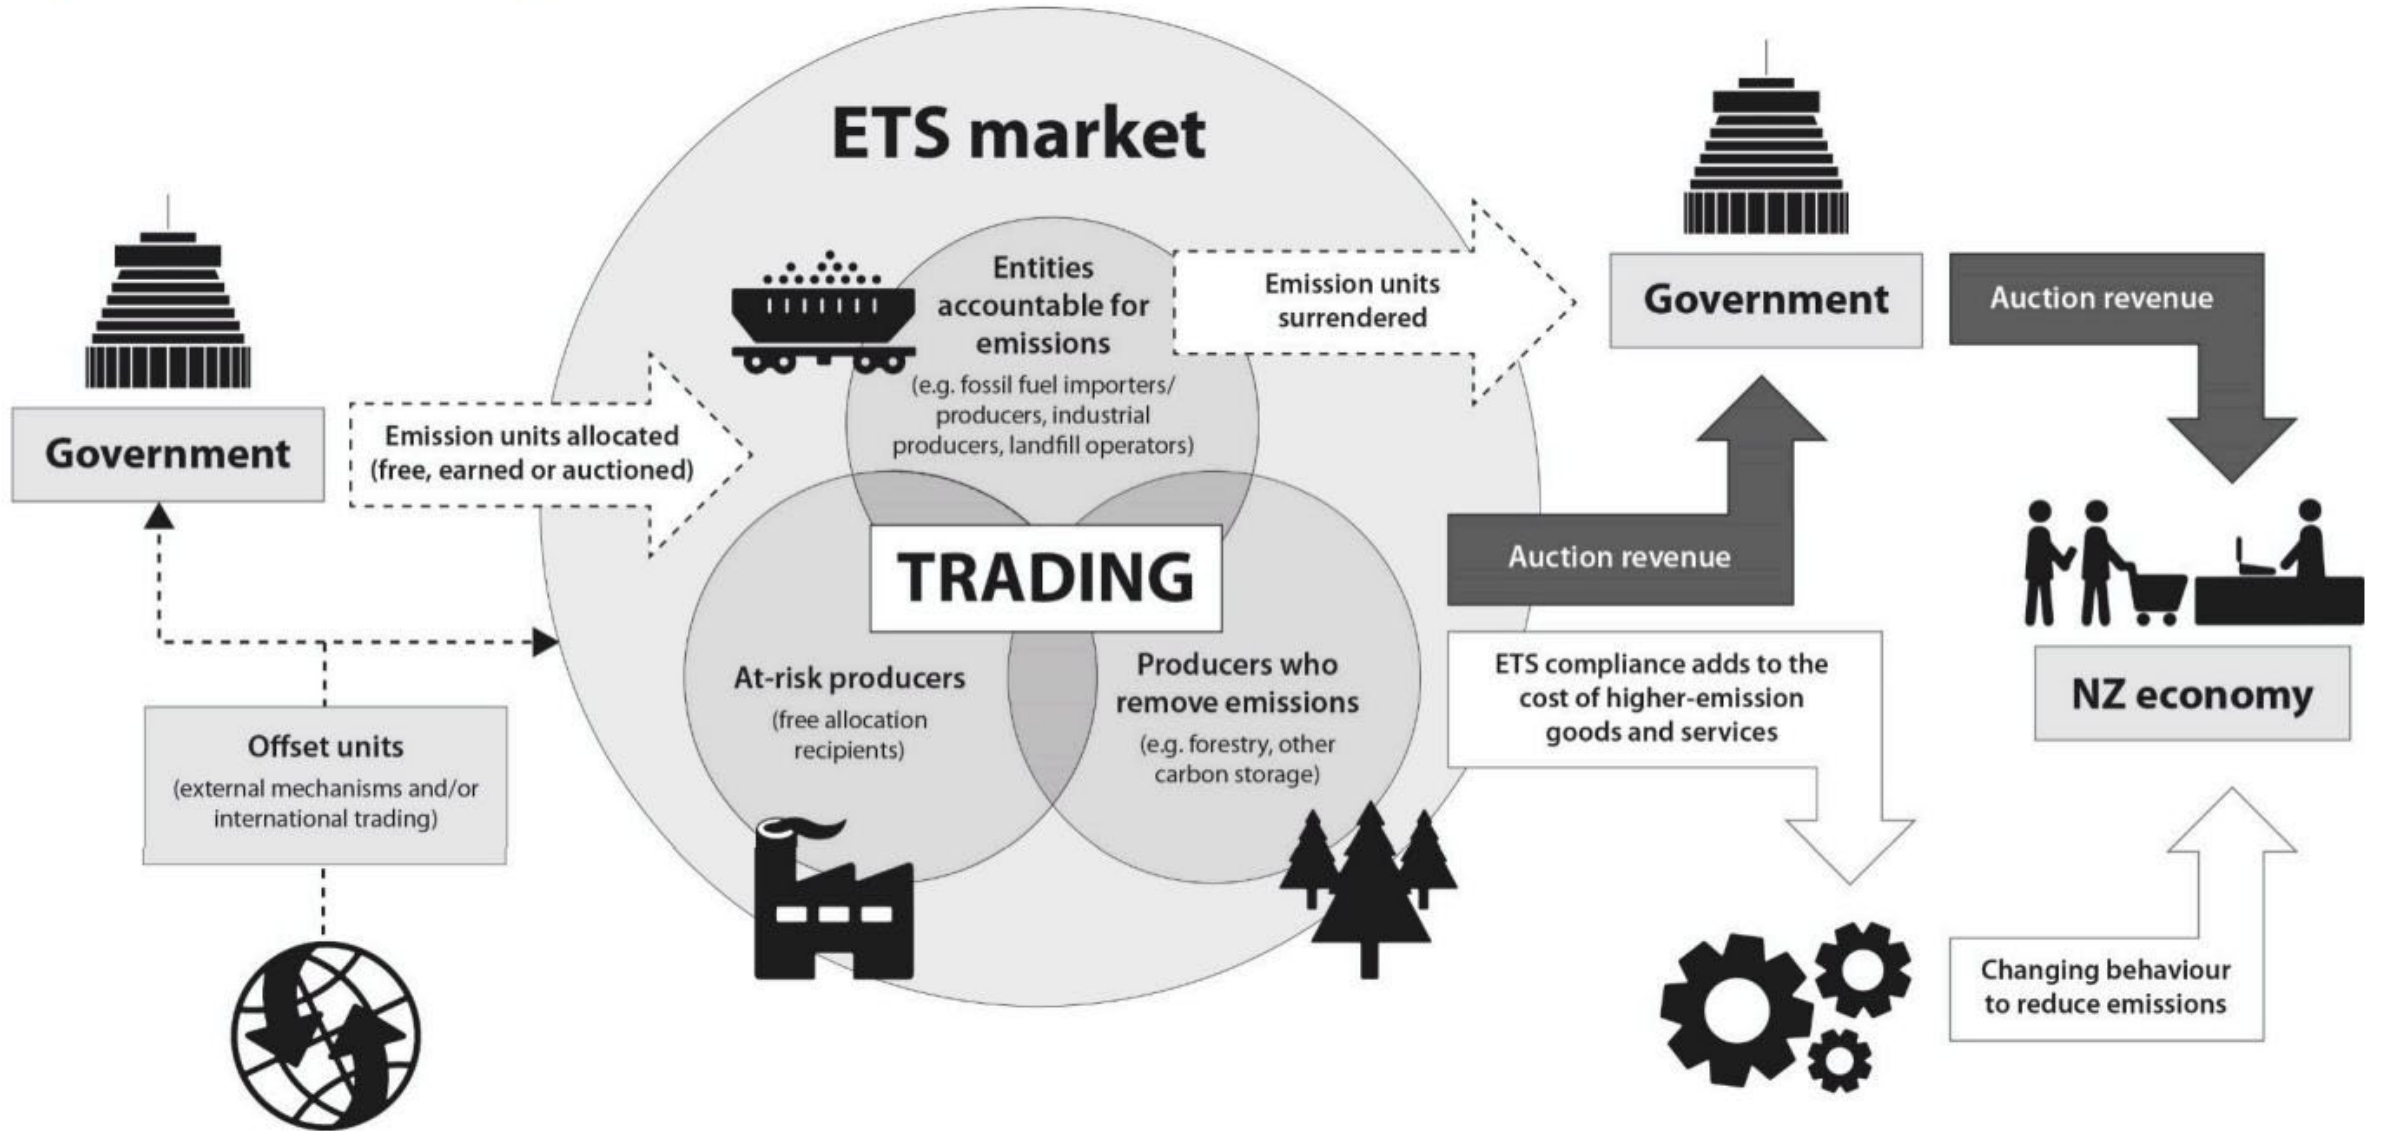 ETS market
Government
Emission units allocated
(free, earned or auctioned)
Offset units
(external mechanisms and/or
international trading)
Entities
accountable for
emissions
(e.g. fossil fuel importers/
producers, industrial
producers, landfill operators)
TRADING
At-risk producers
(free allocation
recipients)
Producers who
remove emissions
(e.g. forestry, other
carbon storage)
Emission units
surrendered
Government
Auction revenue
Auction revenue
ETS compliance adds to the
cost of higher-emission
goods and services
NZ economy
Changing behaviour
to reduce emissions